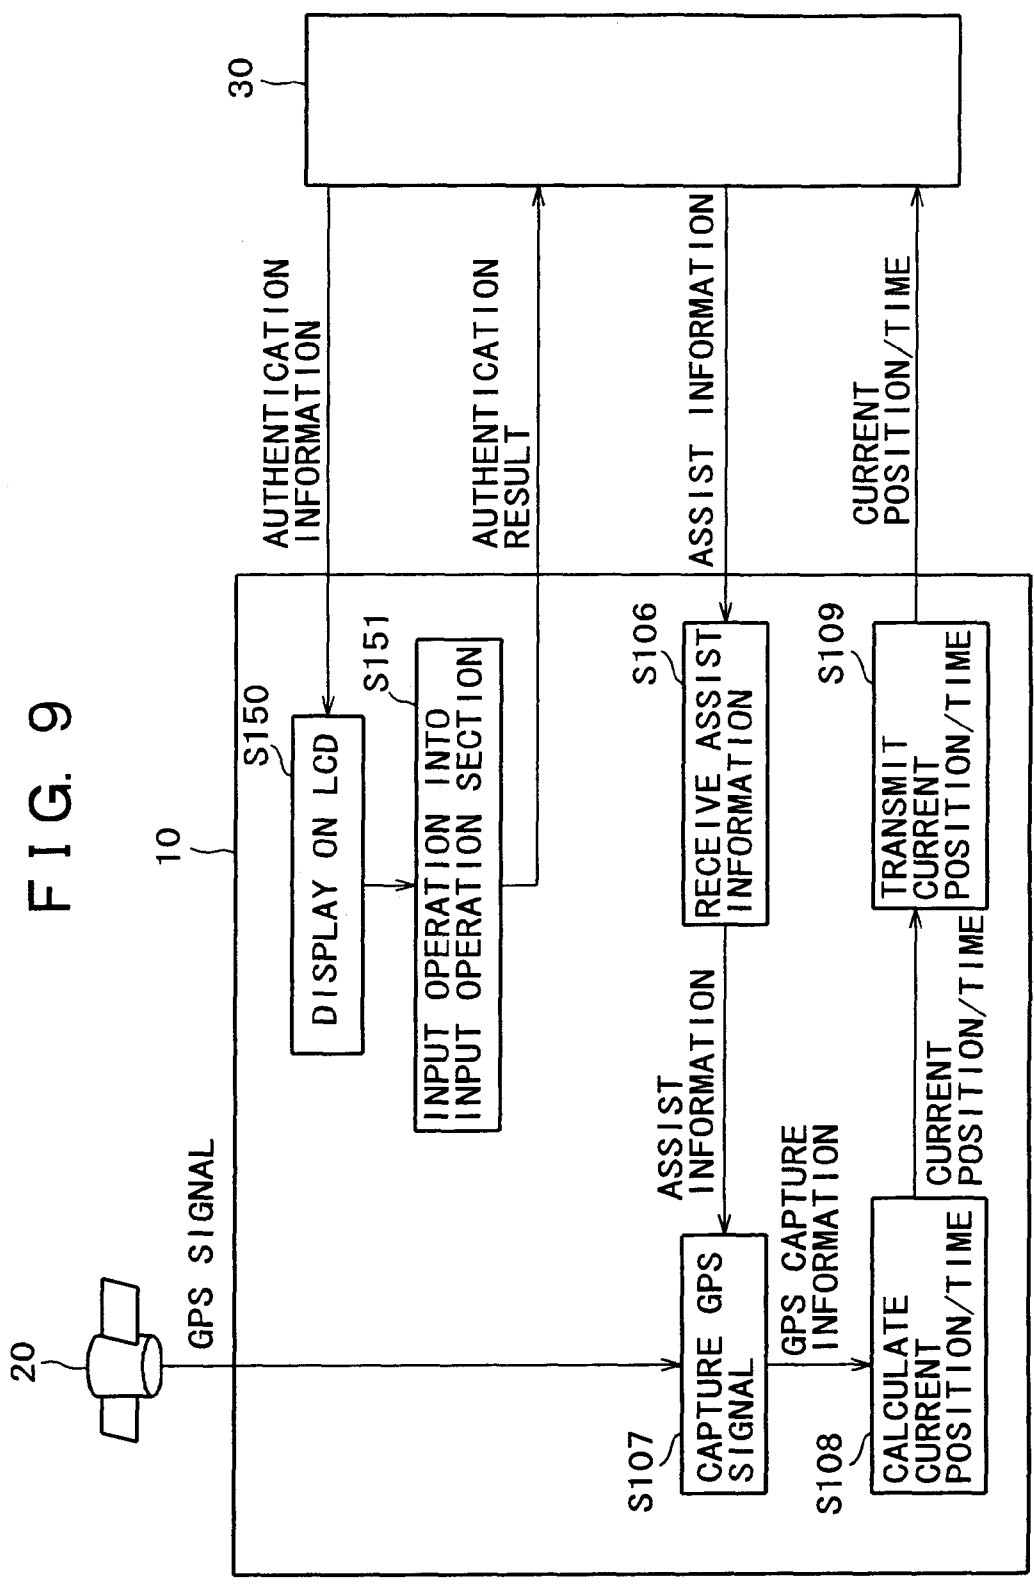 FIG. 9
20
GPS SIGNAL
10
30
S150
DISPLAY ON LCD
AUTHENTICATION
INFORMATION
S151
INPUT OPERATION INTO
INPUT OPERATION SECTION
AUTHENTICATION
RESULT
S107
CAPTURE GPS
SIGNAL
ASSIST
INFORMATION
S106
RECEIVE ASSIST
INFORMATION
ASSIST INFORMATION
GPS CAPTURE
INFORMATION
S108
CALCULATE
CURRENT
POSITION/TIME
CURRENT
POSITION/TIME
S109
TRANSMIT
CURRENT
POSITION/TIME
CURRENT
POSITION/TIME